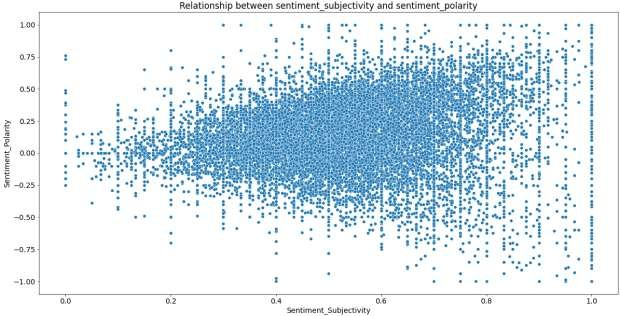 Relationship between sentiment_subjectivity and sentiment_polarity
1.00
0.75
0.50
0.25
0.00
−0.25
−0.50
−0.75
−1.00
Sentiment_Polarity
0.0 0.2 0.4 0.6 0.8 1.0
Sentiment_Subjectivity